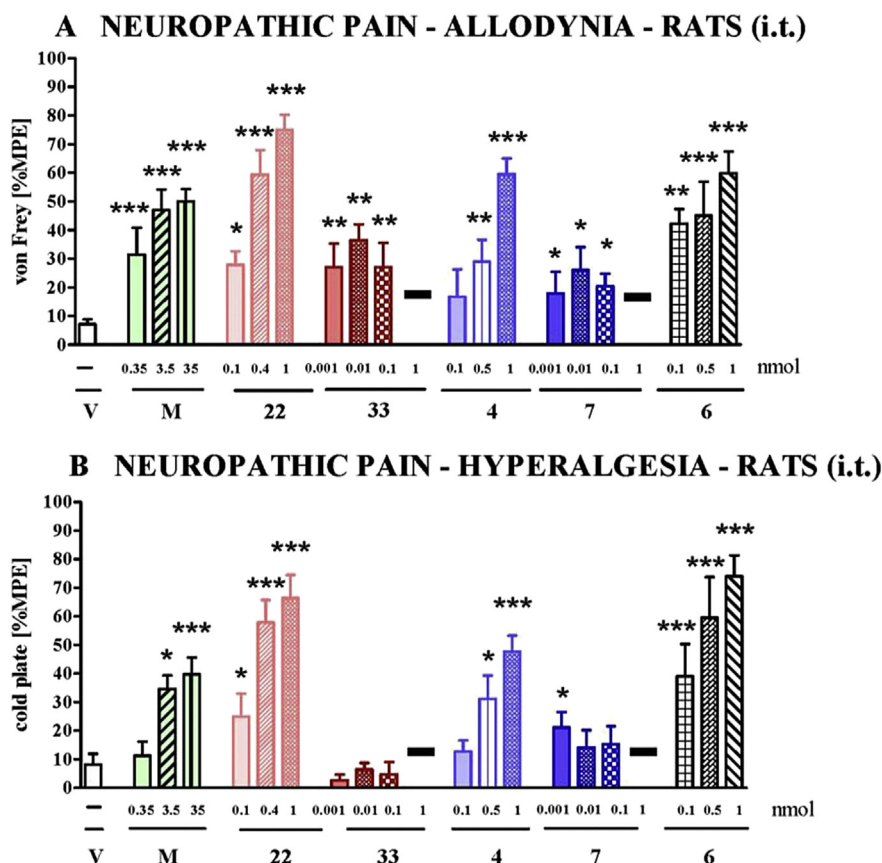 A NEUROPATHIC PAIN - ALLODYNIA - RATS (i.t.)
von Frey [%MPE]
100
90
80
70
60
50
40
30
20
10
0
*** *** *** * *** *** ** ** ** ** *** * * * ** *** ***
– 0.35 3.5 35 0.1 0.4 1 0.001 0.01 0.1 1 0.1 0.5 1 0.001 0.01 0.1 1 0.1 0.5 1 nmol
V M 22 33 4 7 6
B NEUROPATHIC PAIN - HYPERALGESIA - RATS (i.t.)
cold plate [%MPE]
100
90
80
70
60
50
40
30
20
10
0
* *** * *** *** * *** * *** *** ***
– 0.35 3.5 35 0.1 0.4 1 0.001 0.01 0.1 1 0.1 0.5 1 0.001 0.01 0.1 1 0.1 0.5 1 nmol
V M 22 33 4 7 6